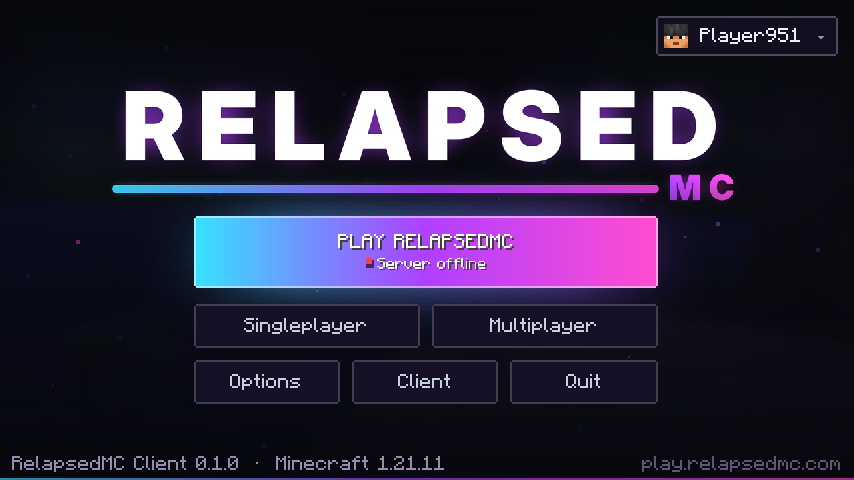 Player951
RELAPSED
MC
PLAY RELAPSEDMC
Server offline
Singleplayer
Multiplayer
Options
Client
Quit
RelapsedMC Client 0.1.0 · Minecraft 1.21.11
play.relapsedmc.com